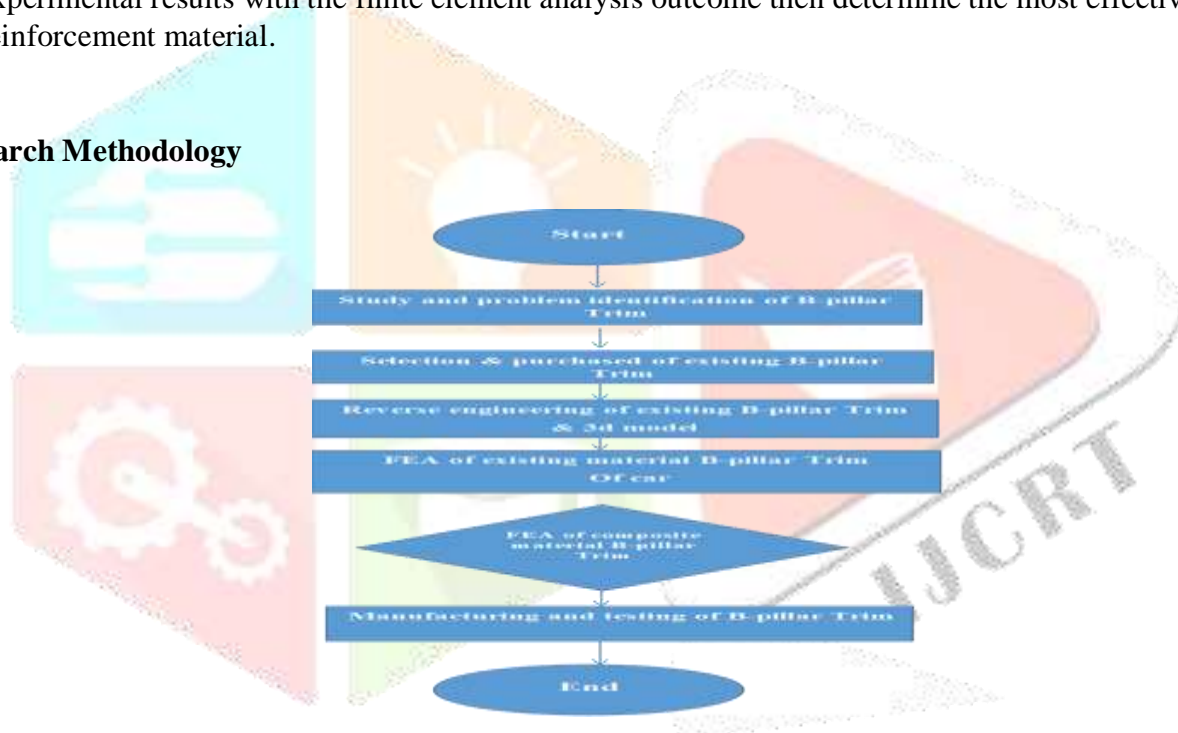 xperimental results with the finite element analysis outcome then determine the most effectiv
einforcement material.
arch Methodology
Start
Study and problem identification of B-pillar
Trim
Selection & purchased of existing B-pillar
Trim
Reverse engineering of existing B-pillar Trim
& 3d model
FEA of existing material B-pillar Trim
Of car
FEA of composite
material B-pillar
Trim
Manufacturing and testing of B-pillar Trim
End
IJCRT